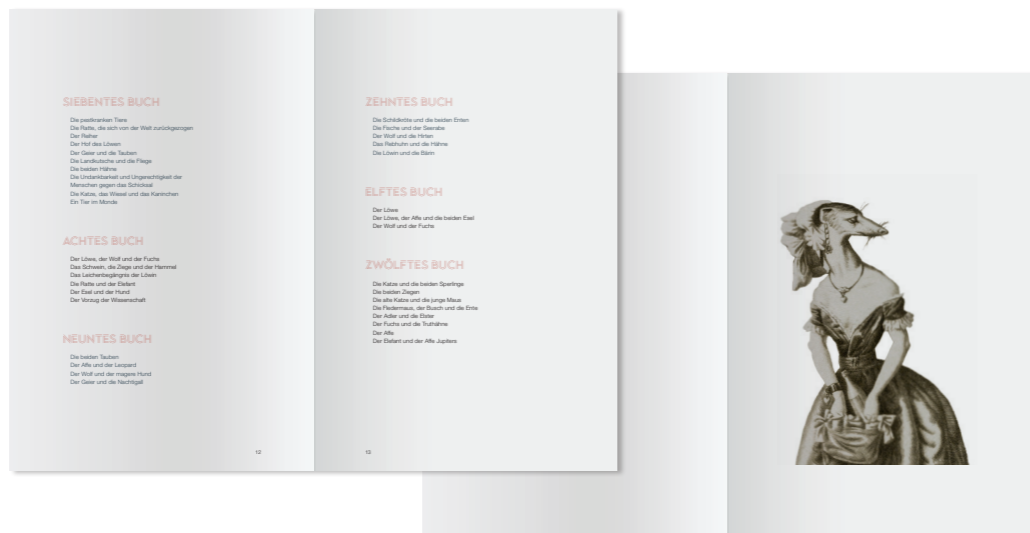 SIEBENTES BUCH
Die pestkranken Tiere
Die Ratte, die sich von der Welt zurückgezogen
Der Reiher
Der Hof des Löwen
Der Geier und die Tauben
Die Landkutsche und die Fliege
Die beiden Hähne
Die Undankbarkeit und Ungerechtigkeit der
Menschen gegen das Schicksal
Die Katze, das Wiesel und das Kaninchen
Ein Tier im Monde
ACHTES BUCH
Der Löwe, der Wolf und der Fuchs
Das Schwein, die Ziege und der Hammel
Das Leichenbegängnis der Löwin
Die Ratte und der Elefant
Der Esel und der Hund
Der Vorzug der Wissenschaft
NEUNTES BUCH
Die beiden Tauben
Der Affe und der Leopard
Der Wolf und der magere Hund
Der Geier und die Nachtigall
12
ZEHNTES BUCH
Die Schildkröte und die beiden Enten
Die Fische und der Seerabe
Der Wolf und die Hirten
Das Rebhuhn und die Hähne
Die Löwin und die Bärin
ELFTES BUCH
Der Löwe
Der Löwe, der Affe und die beiden Esel
Der Wolf und der Fuchs
ZWÖLFTES BUCH
Die Katze und die beiden Sperlinge
Die beiden Ziegen
Die alte Katze und die junge Maus
Die Fledermaus, der Busch und die Ente
Der Adler und die Elster
Der Fuchs und die Truthähne
Der Affe
Der Elefant und der Affe Jupiters
13